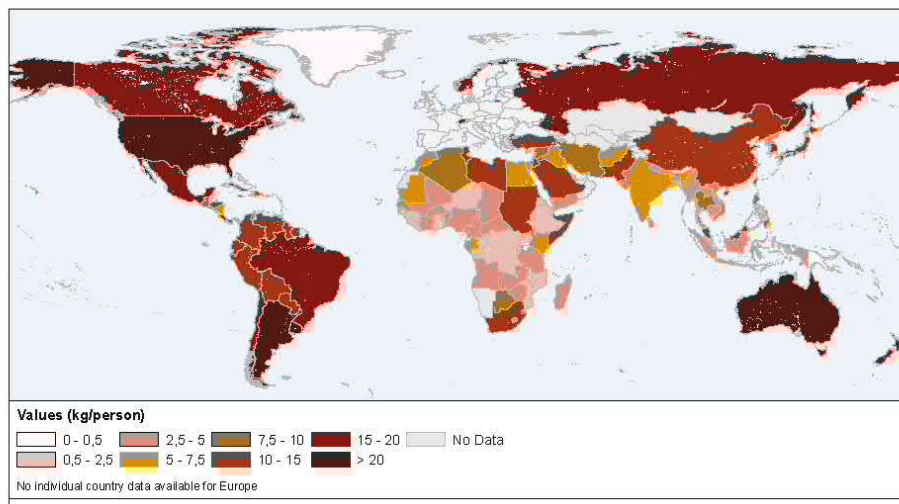 Values (kg/person)
0 - 0,5
2,5 - 5
7,5 - 10
15 - 20
No Data
0,5 - 2,5
5 - 7,5
10 - 15
> 20
No individual country data available for Europe